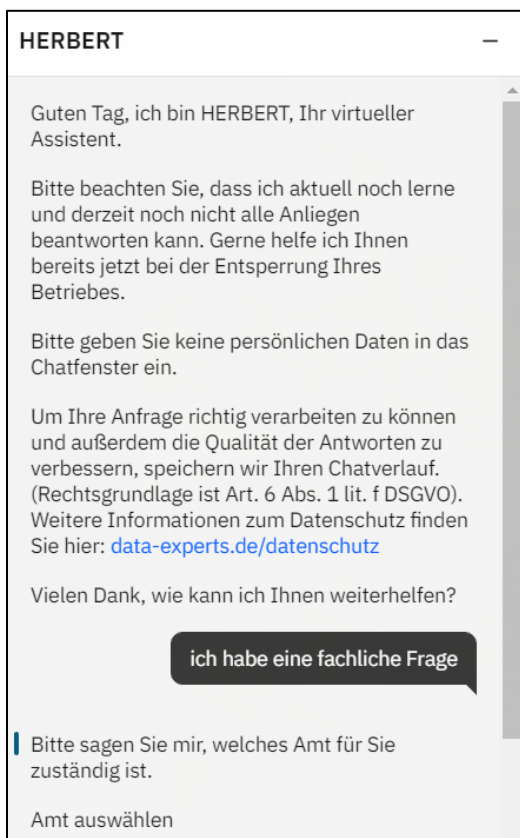 HERBERT
Guten Tag, ich bin HERBERT, Ihr virtueller
Assistent.
Bitte beachten Sie, dass ich aktuell noch lerne
und derzeit noch nicht alle Anliegen
beantworten kann. Gerne helfe ich Ihnen
bereits jetzt bei der Entsperrung Ihres
Betriebes.
Bitte geben Sie keine persönlichen Daten in das
Chatfenster ein.
Um Ihre Anfrage richtig verarbeiten zu können
und außerdem die Qualität der Antworten zu
verbessern, speichern wir Ihren Chatverlauf.
(Rechtsgrundlage ist Art. 6 Abs. 1 lit. f DSGVO).
Weitere Informationen zum Datenschutz finden
Sie hier: data-experts.de/datenschutz
Vielen Dank, wie kann ich Ihnen weiterhelfen?
ich habe eine fachliche Frage
Bitte sagen Sie mir, welches Amt für Sie
zuständig ist.
Amt auswählen